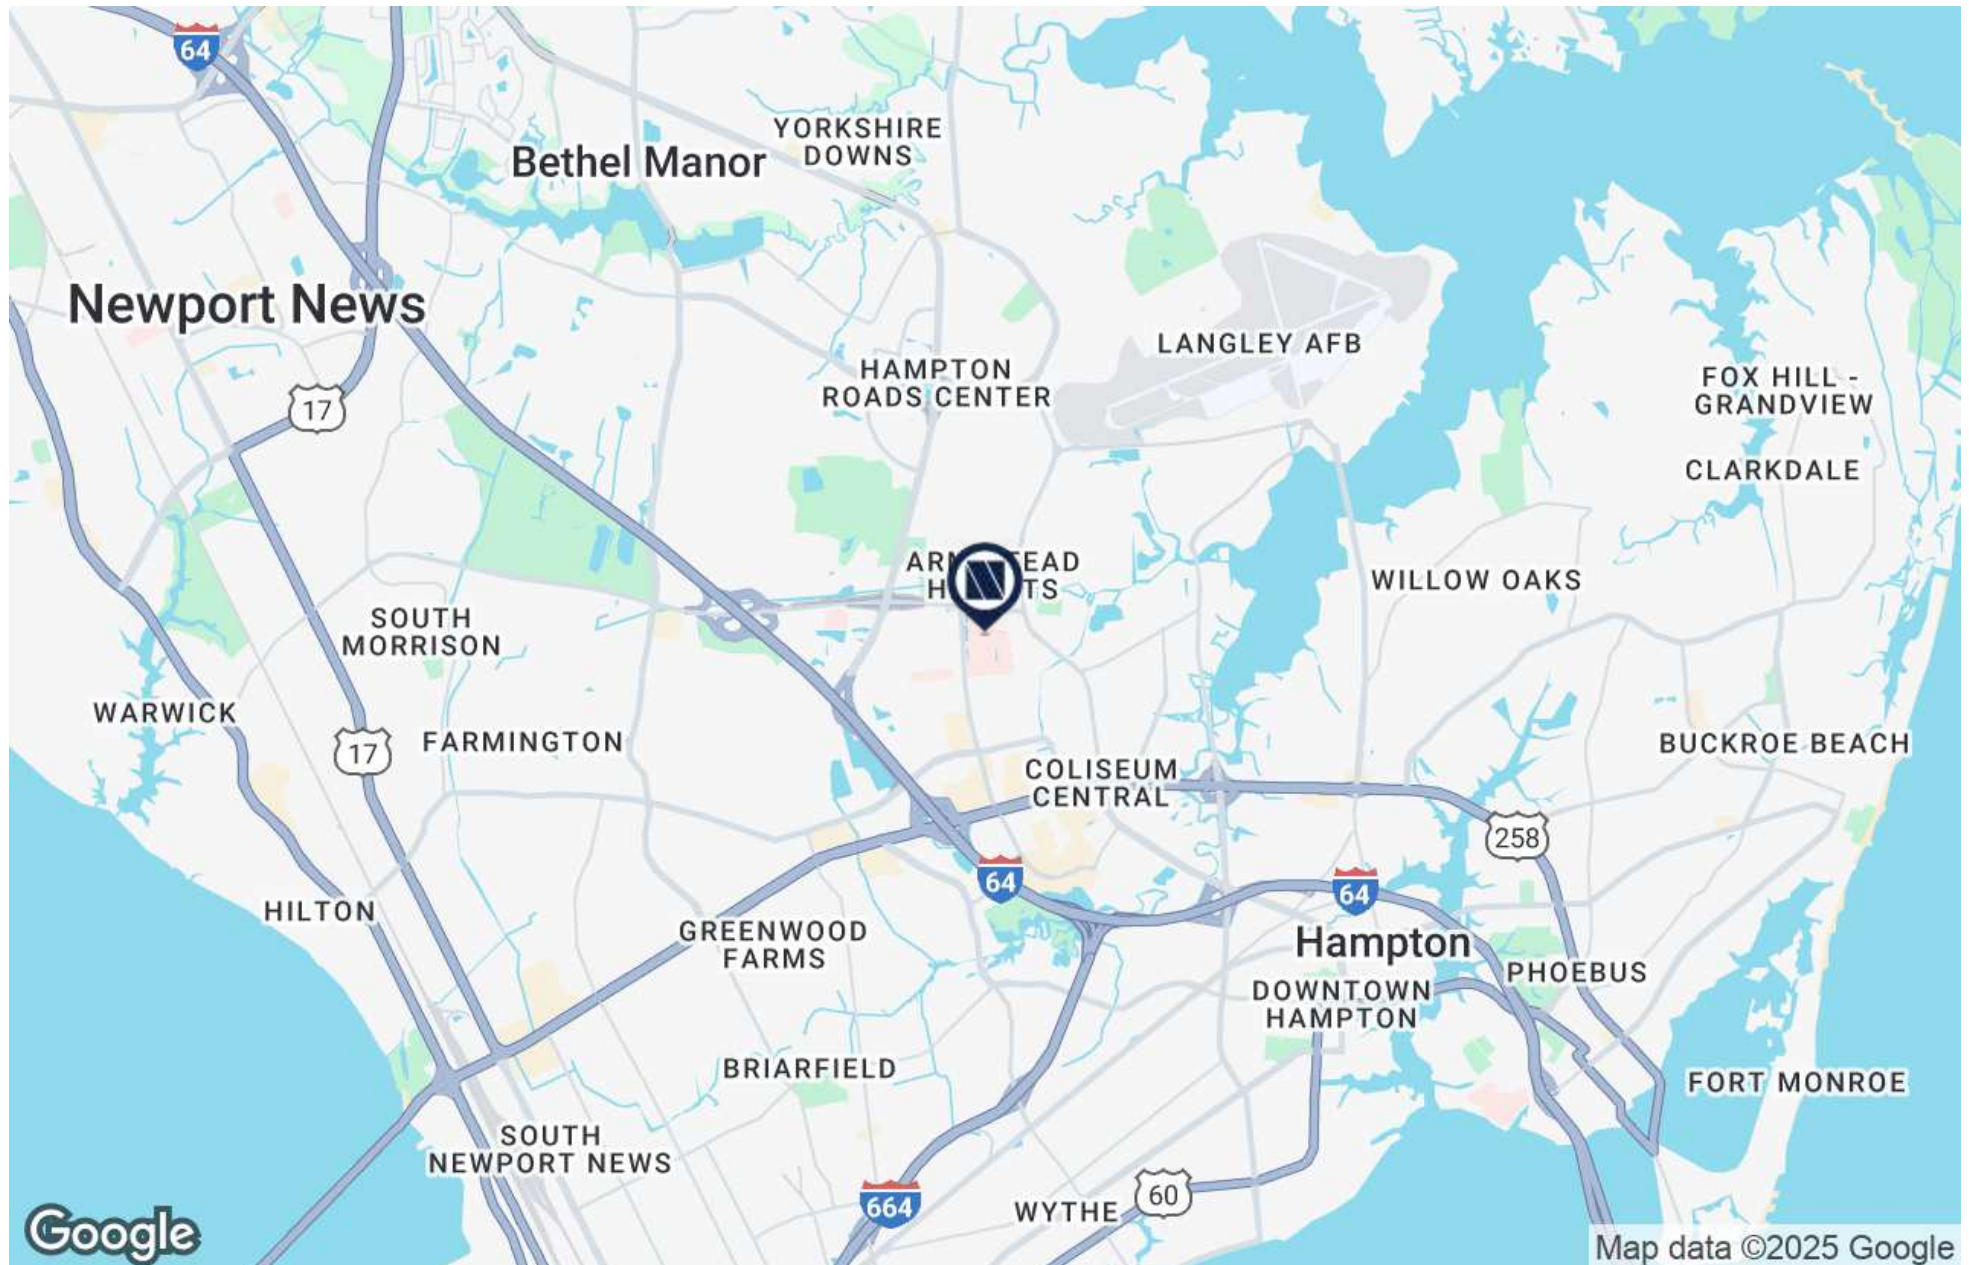 64
YORKSHIRE
DOWNS
Bethel Manor
Newport News
LANGLEY AFB
HAMPTON
ROADS CENTER
FOX HILL -
GRANDVIEW
17
CLARKDALE
WILLOW OAKS
SOUTH
MORRISON
WARWICK
17
FARMINGTON
BUCKROE BEACH
COLISEUM
CENTRAL
258
64
64
HILTON
GREENWOOD
FARMS
Hampton
PHOEBUS
DOWNTOWN
HAMPTON
BRIARFIELD
FORT MONROE
SOUTH
NEWPORT NEWS
664
WYTHE
60
Google
Map data ©2025 Google